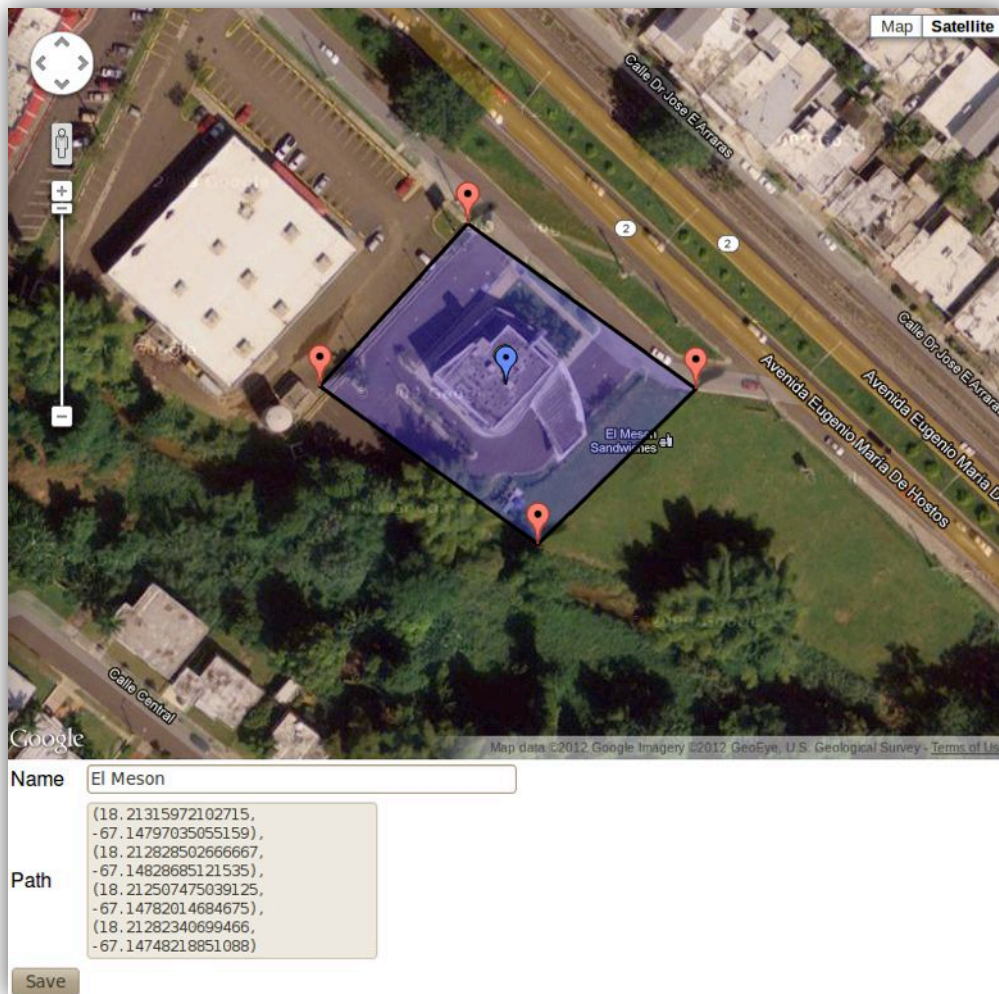 Map Satellite
Calle Dr Jose E Arraras
2
2
Calle Dr Jose E Arraras
Avenida Eugenio María De Hostos
Avenida Eugenio María D
El Meson
Sandwiches
Calle Central
Google
Map data ©2012 Google Imagery ©2012 GeoEye, U.S. Geological Survey - Terms of Us
Name El Meson
Path
(18.21315972102715,
-67.14797035055159),
(18.212828502666667,
-67.14828685121535),
(18.212507475039125,
-67.14782014684675),
(18.21282340699466,
-67.14748218851088)
Save